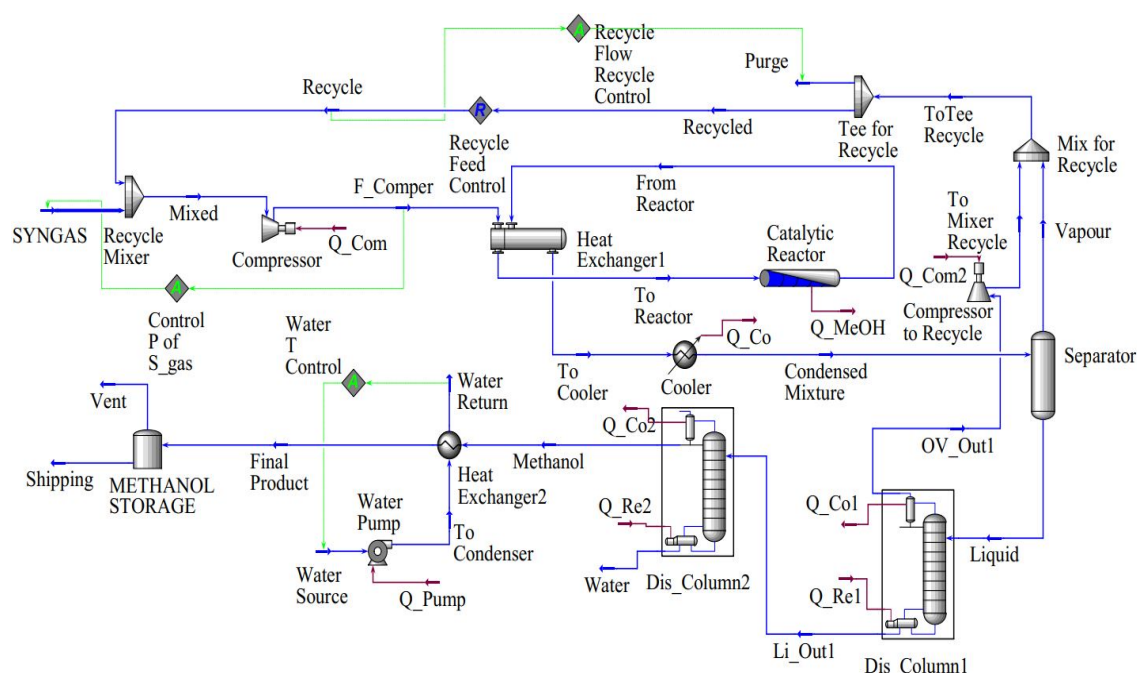 A
Recycle
Flow
Recycle
Control
Purge
Recycle
R
Recycled
Tee for
Recycle
ToTee
Recycle
Mix for
Recycle
Recycle
Feed
Control
From
Reactor
F_Comper
Mixed
SYNGAS
Recycle
Mixer
Compressor
Q_Com
Heat
Exchanger1
Catalytic
Reactor
To
Mixer
Recycle
Vapour
Q_Com2
Compressor
to Recycle
A
Control
P of
S_gas
Water
T
Control
To
Reactor
Q_MeOH
Q_Co
To
Cooler
Cooler
Condensed
Mixture
Separator
A
Water
Return
Vent
Shipping
METHANOL
STORAGE
Final
Product
Heat
Exchanger2
Methanol
Q_Co2
OV_Out1
Water
Pump
To
Condenser
Q_Re2
Q_Co1
Liquid
Water
Source
Q_Pump
Water
Dis_Column2
Q_Re1
Li_Out1
Dis_Column1